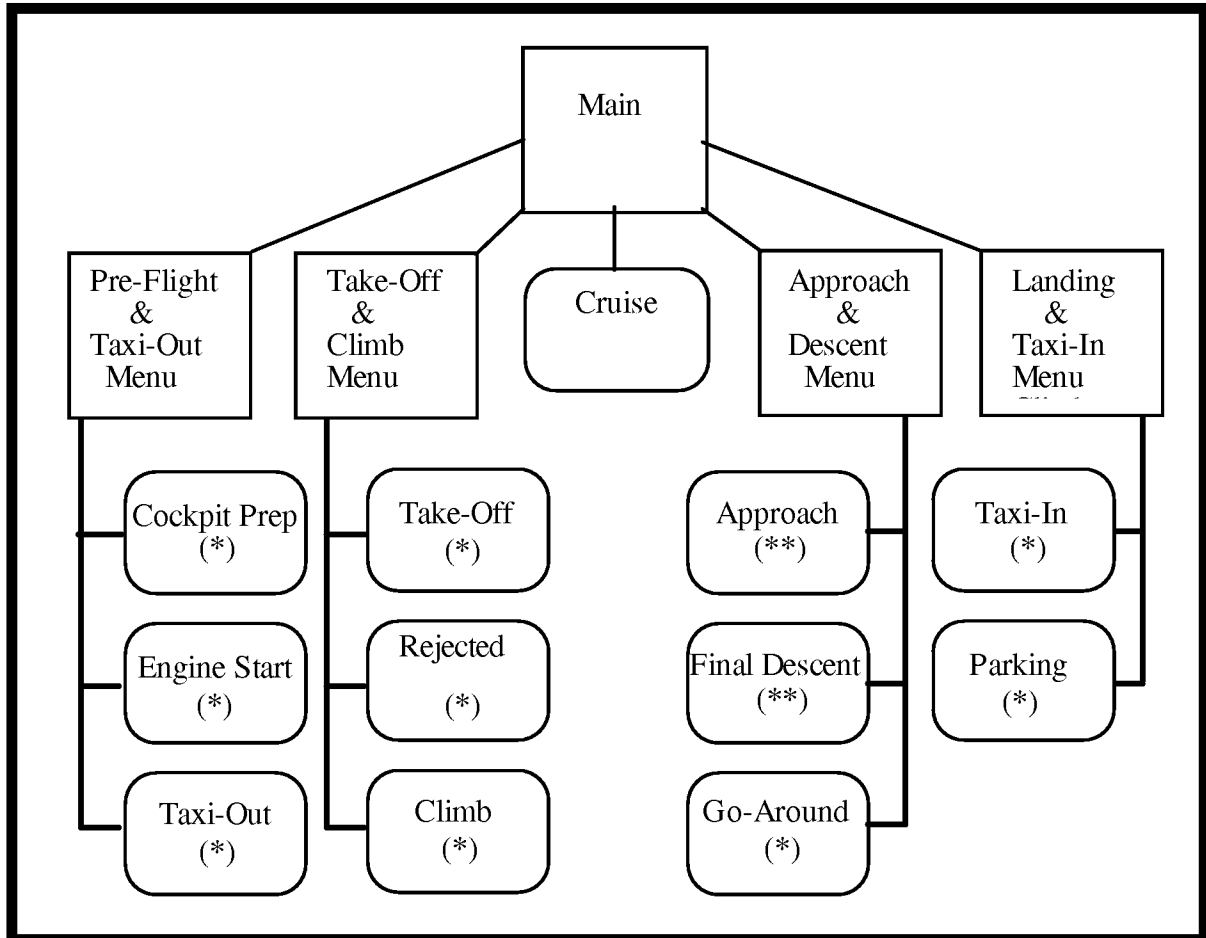 Main
Pre-Flight
&
Taxi-Out
Menu
Take-Off
&
Climb
Menu
Cruise
Approach
&
Descent
Menu
Landing
&
Taxi-In
Menu
Cockpit Prep
(*)
Engine Start
(*)
Taxi-Out
(*)
Take-Off
(*)
Rejected
(*)
Climb
(*)
Approach
(**)
Final Descent
(**)
Go-Around
(*)
Taxi-In
(*)
Parking
(*)